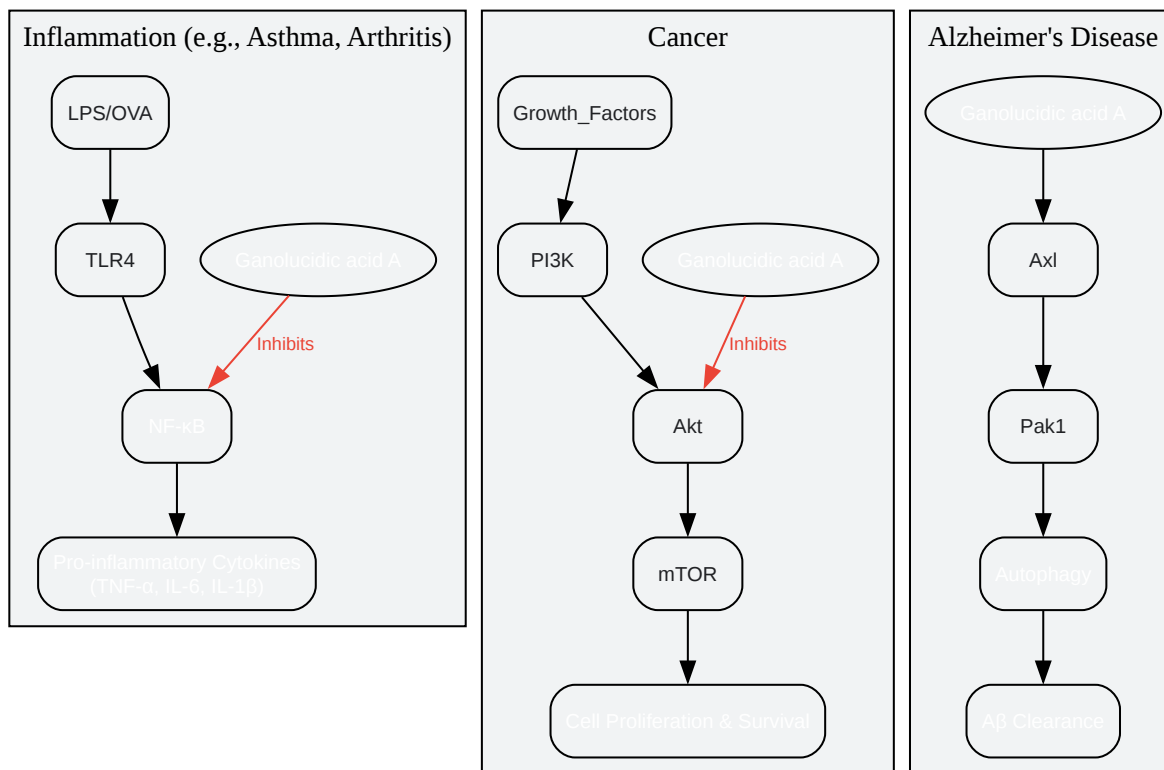 Inflammation (e.g., Asthma, Arthritis)
LPS/OVA
TLR4
Ganolucidic acid A
Inhibits
NF-κB
Pro-inflammatory Cytokines
(TNF-α, IL-6, IL-1β)
Cancer
Growth_Factors
PI3K
Ganolucidic acid A
Inhibits
Akt
mTOR
Cell Proliferation & Survival
Alzheimer's Disease
Ganolucidic acid A
Axl
Pak1
Autophagy
Aβ Clearance